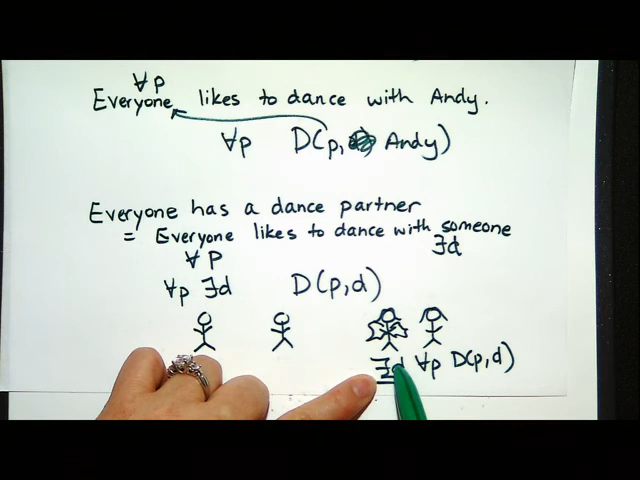 ∀p
Everyone likes to dance with Andy.
∀p D(p, Andy)
Everyone has a dance partner
= Everyone likes to dance with someone
∀p ∃d
∀p ∃d D(p,d)
∃d ∀p D(p,d)